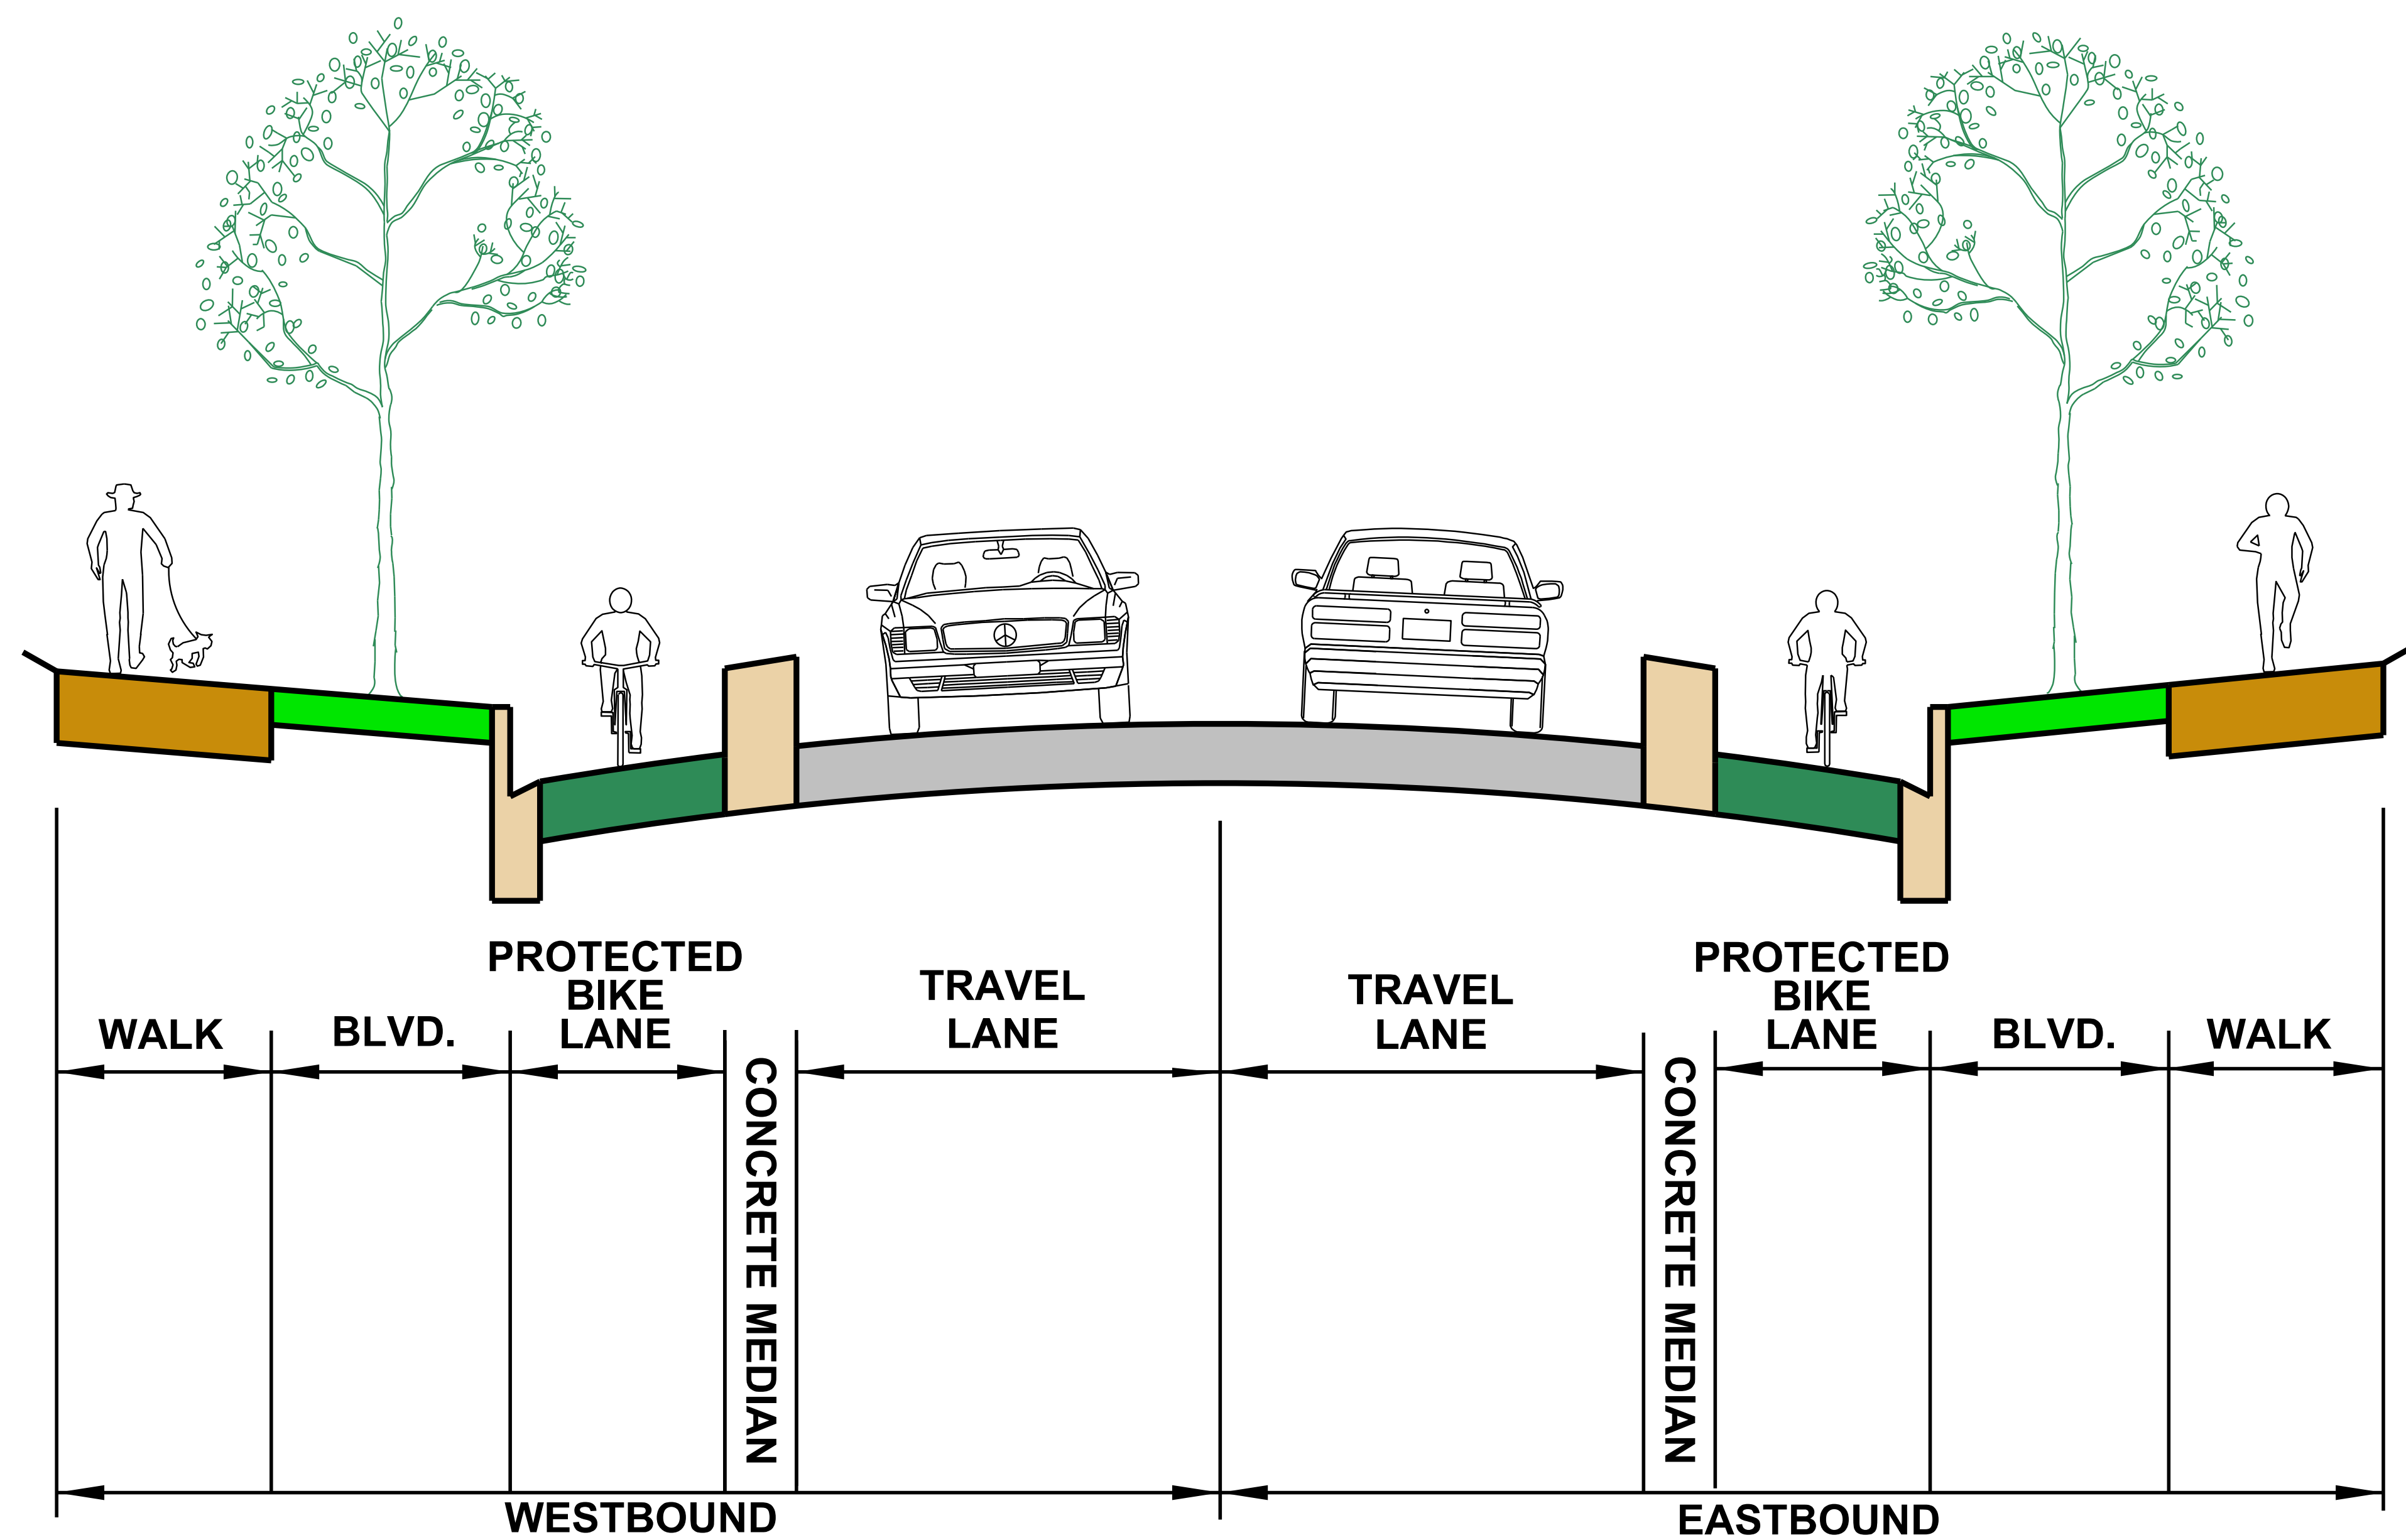 PROTECTED
BIKE
LANE
TRAVEL
LANE
TRAVEL
LANE
PROTECTED
BIKE
LANE
WALK
BLVD.
BLVD.
WALK
CONCRETE MEDIAN
CONCRETE MEDIAN
WESTBOUND
EASTBOUND